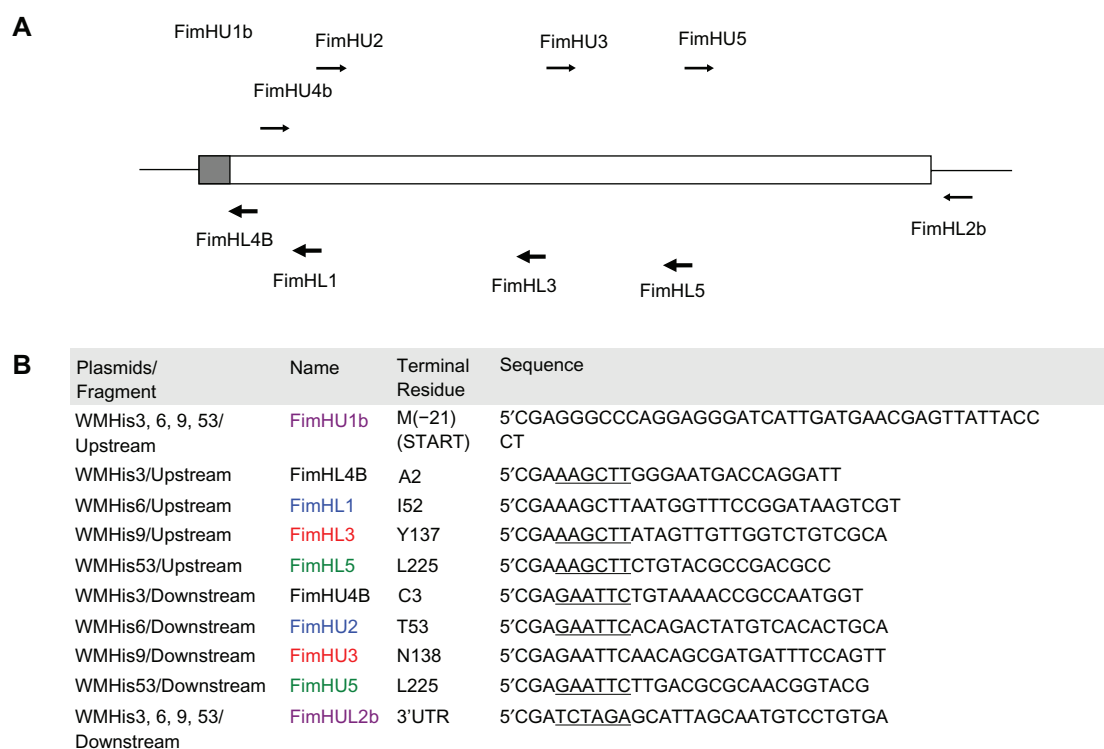 A
FimHU1b
FimHU2
FimHU3
FimHU5
FimHU4b
FimHL4B
FimHL2b
FimHL1
FimHL3
FimHL5
B
Plasmids/ Name Terminal Sequence
Fragment Residue
WMHis3, 6, 9, 53/ FimHU1b M(−21) 5′CGAGGGCCCAGGAGGGATCATTGATGAACGAGTTATTACC
Upstream (START) CT
WMHis3/Upstream FimHL4B A2 5′CGAAAGCTTGGGAATGACCAGGATT
WMHis6/Upstream FimHL1 I52 5′CGAAAGCTTAATGGTTTCCGGATAAGTCGT
WMHis9/Upstream FimHL3 Y137 5′CGAAAGCTTATAGTTGTTGGTCTGTCGCA
WMHis53/Upstream FimHL5 L225 5′CGAAAGCTTCTGTACGCCGACGCC
WMHis3/Downstream FimHU4B C3 5′CGAGAATTCTGTAAAACCGCCAATGGT
WMHis6/Downstream FimHU2 T53 5′CGAGAATTCACAGACTATGTCACACTGCA
WMHis9/Downstream FimHU3 N138 5′CGAGAATTCAACAGCGATGATTTCCAGTT
WMHis53/Downstream FimHU5 L225 5′CGAGAATTCTTGACGCGCAACGGTACG
WMHis3, 6, 9, 53/ FimHUL2b 3’UTR 5′CGATCTAGAGCATTAGCAATGTCCTGTGA
Downstream